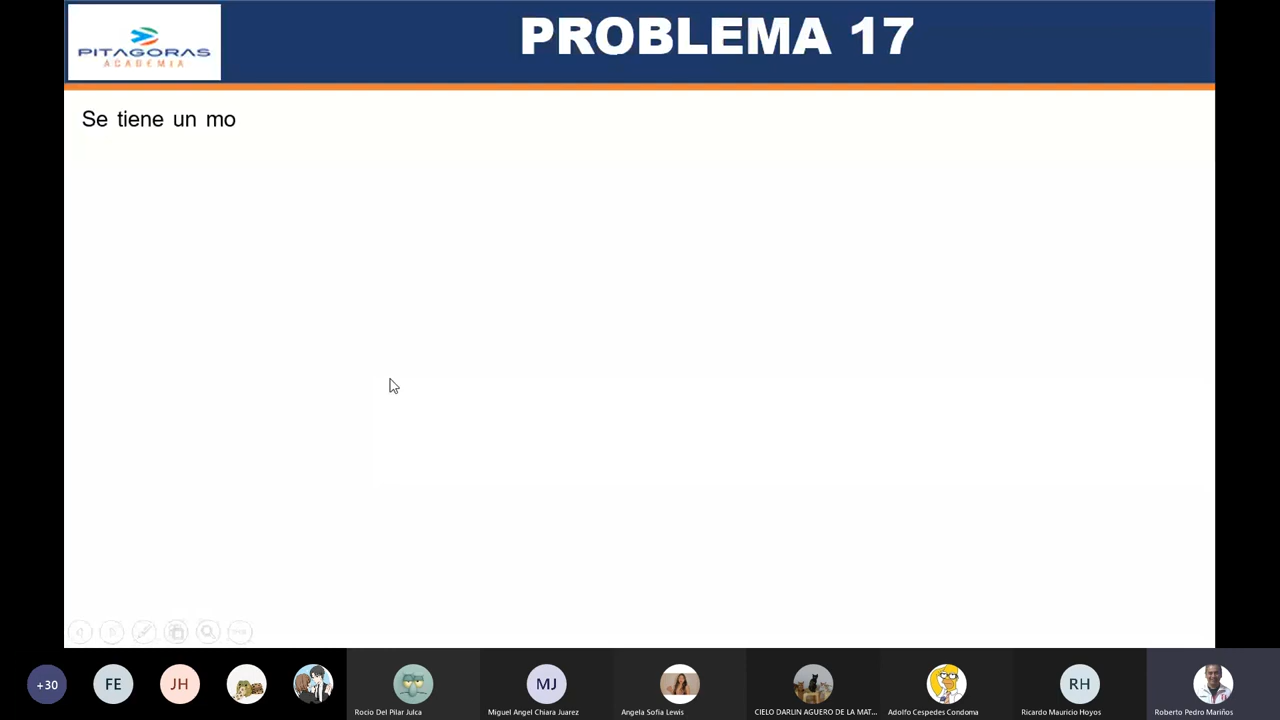 PITAGORAS
ACADEMIA
PROBLEMA 17
Se tiene un mo
+30
FE
JH
MJ
RH
Rocio Del Pilar Julca
Miguel Angel Chiara Juarez
Angela Sofia Lewis
CIELO DARLIN AGUERO DE LA MAT...
Adolfo Cespedes Condoma
Ricardo Mauricio Hoyos
Roberto Pedro Mariños